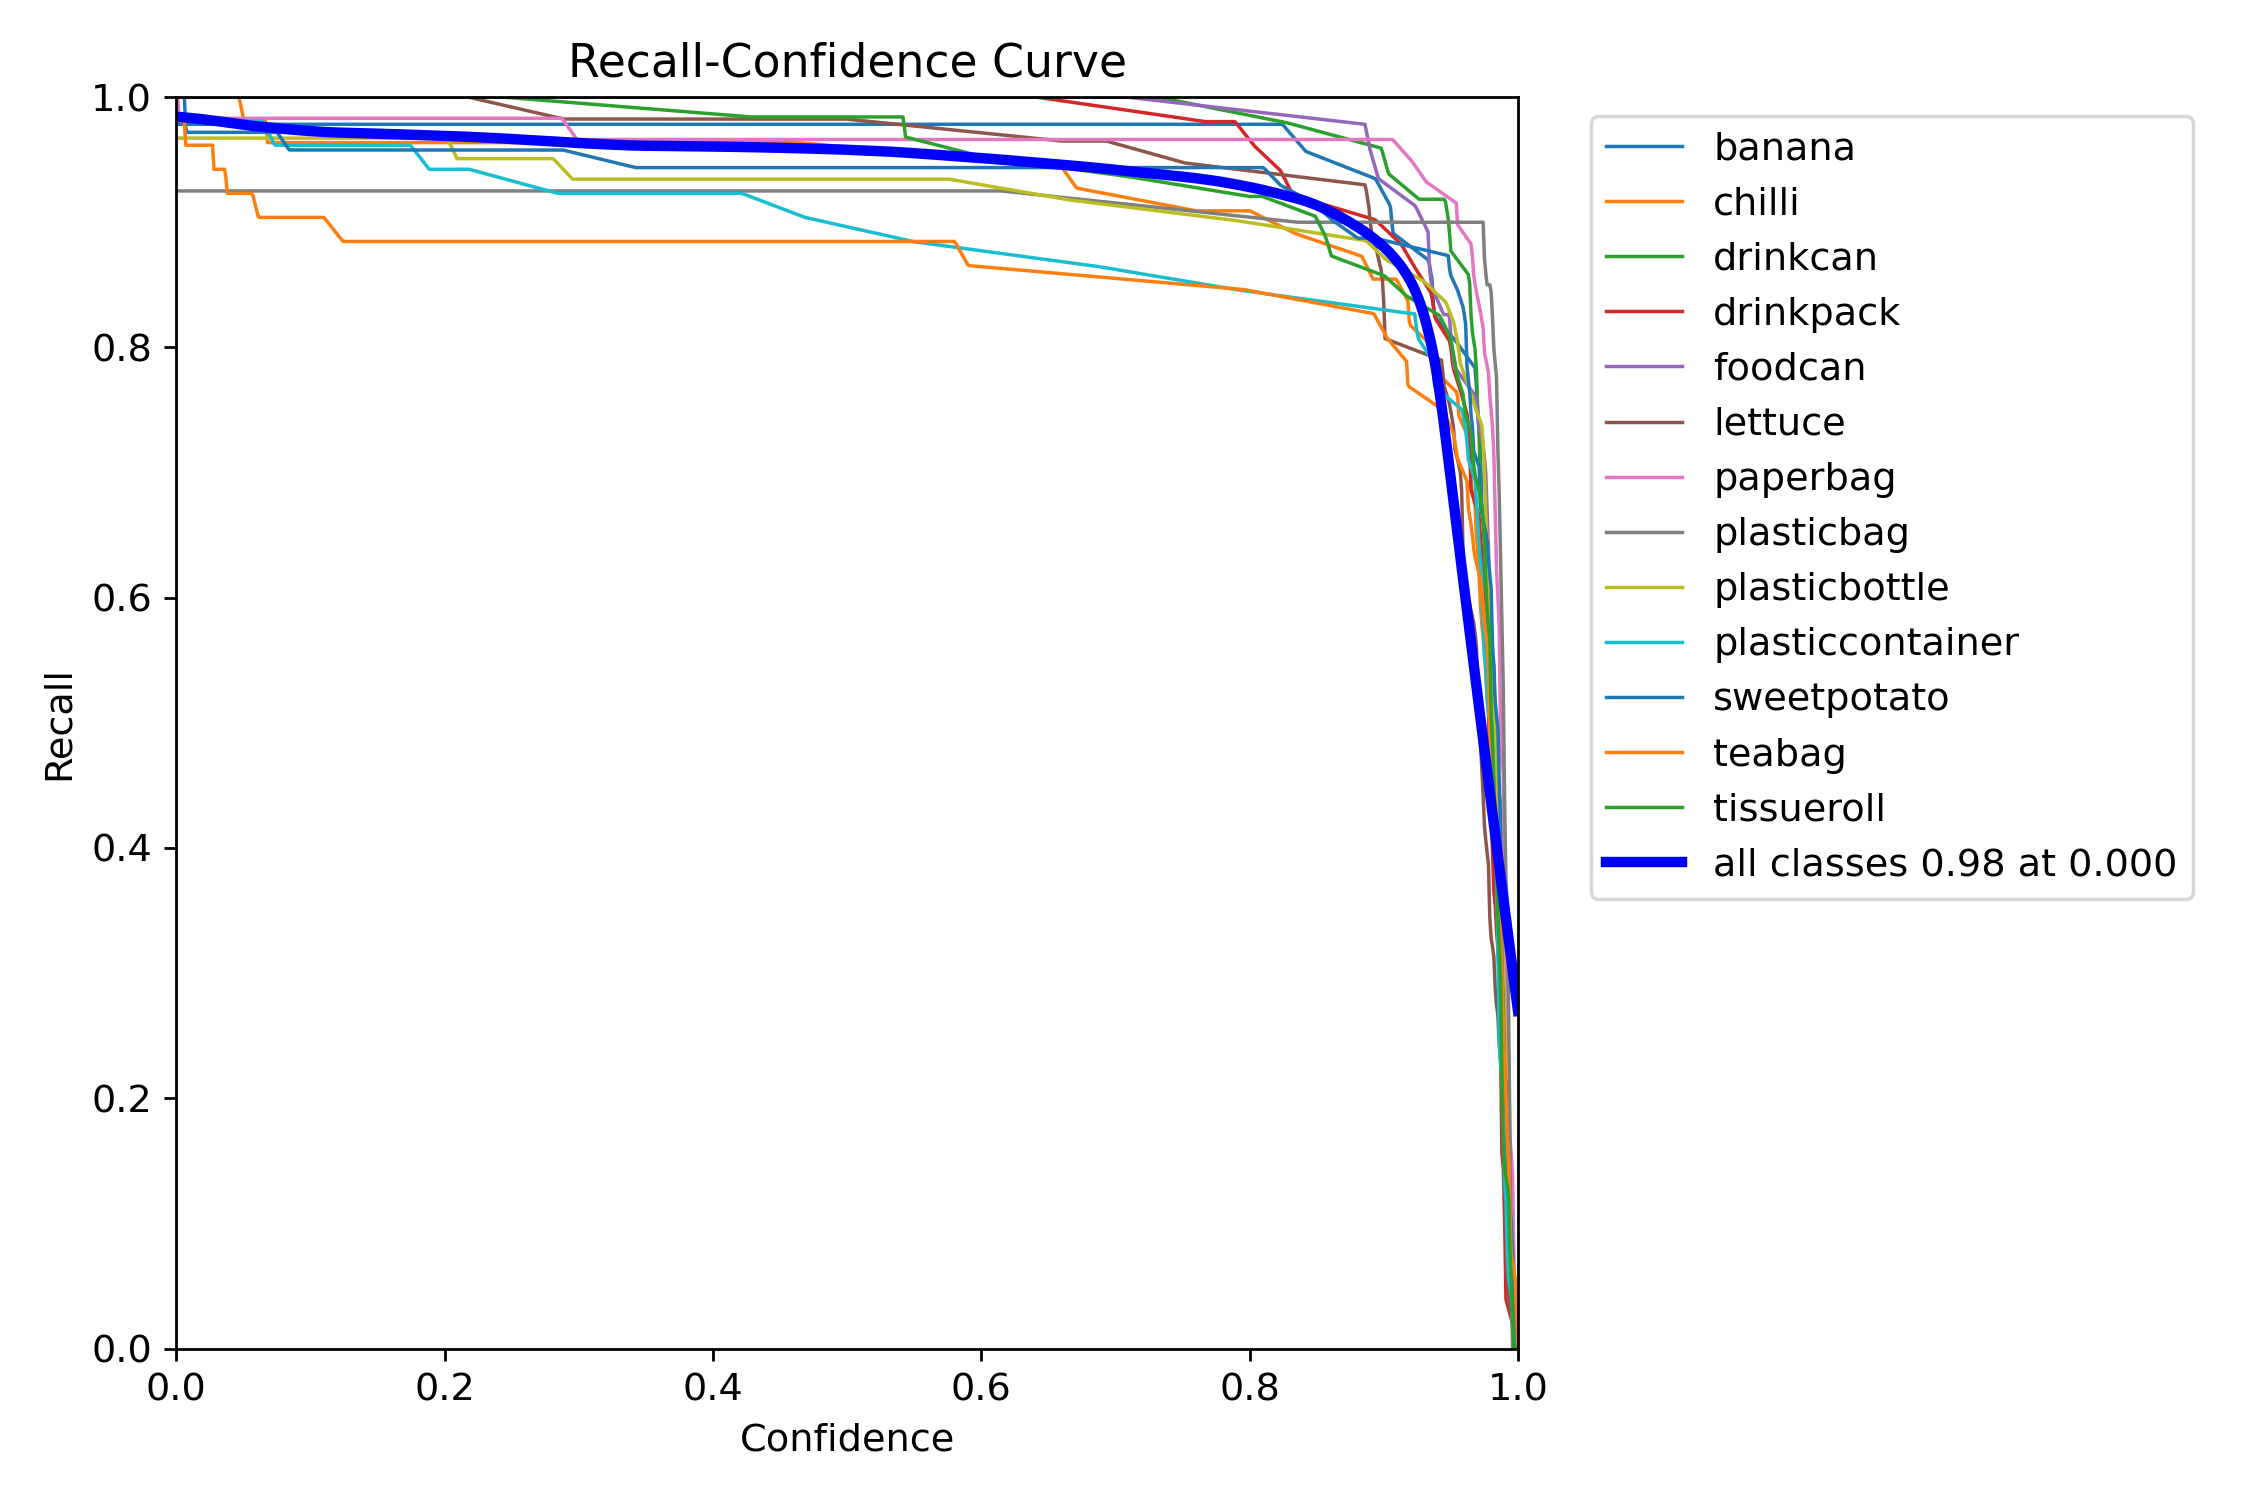 Recall-Confidence Curve
1.0
0.8
0.6
0.4
0.2
0.0
Recall
0.0 0.2 0.4 0.6 0.8 1.0
Confidence
banana
chilli
drinkcan
drinkpack
foodcan
lettuce
paperbag
plasticbag
plasticbottle
plasticcontainer
sweetpotato
teabag
tissueroll
all classes 0.98 at 0.000